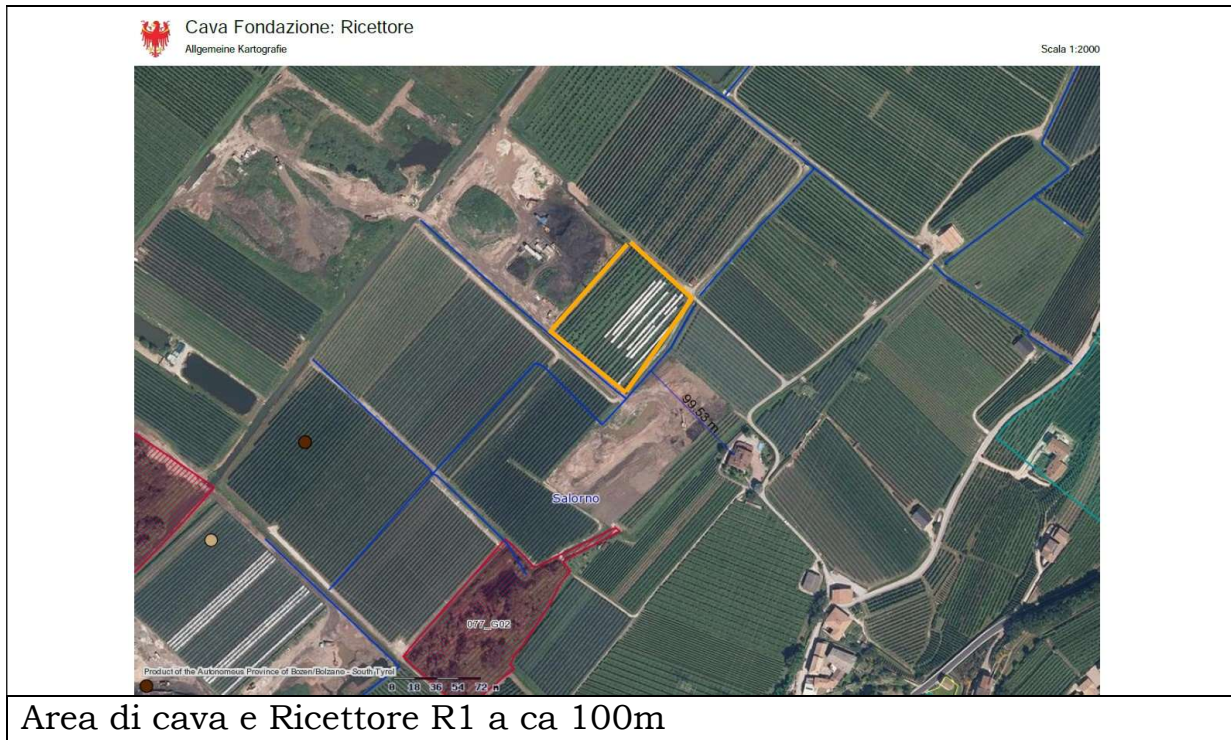 Cava Fondazione: Ricettore
Allgemeine Kartografie
Scala 1:2000
99.53 m
Salorno
077_G02
Product of the Autonomous Province of Bozen/Bolzano - South Tyrol
0 18 36 54 72 m
Area di cava e Ricettore R1 a ca 100m